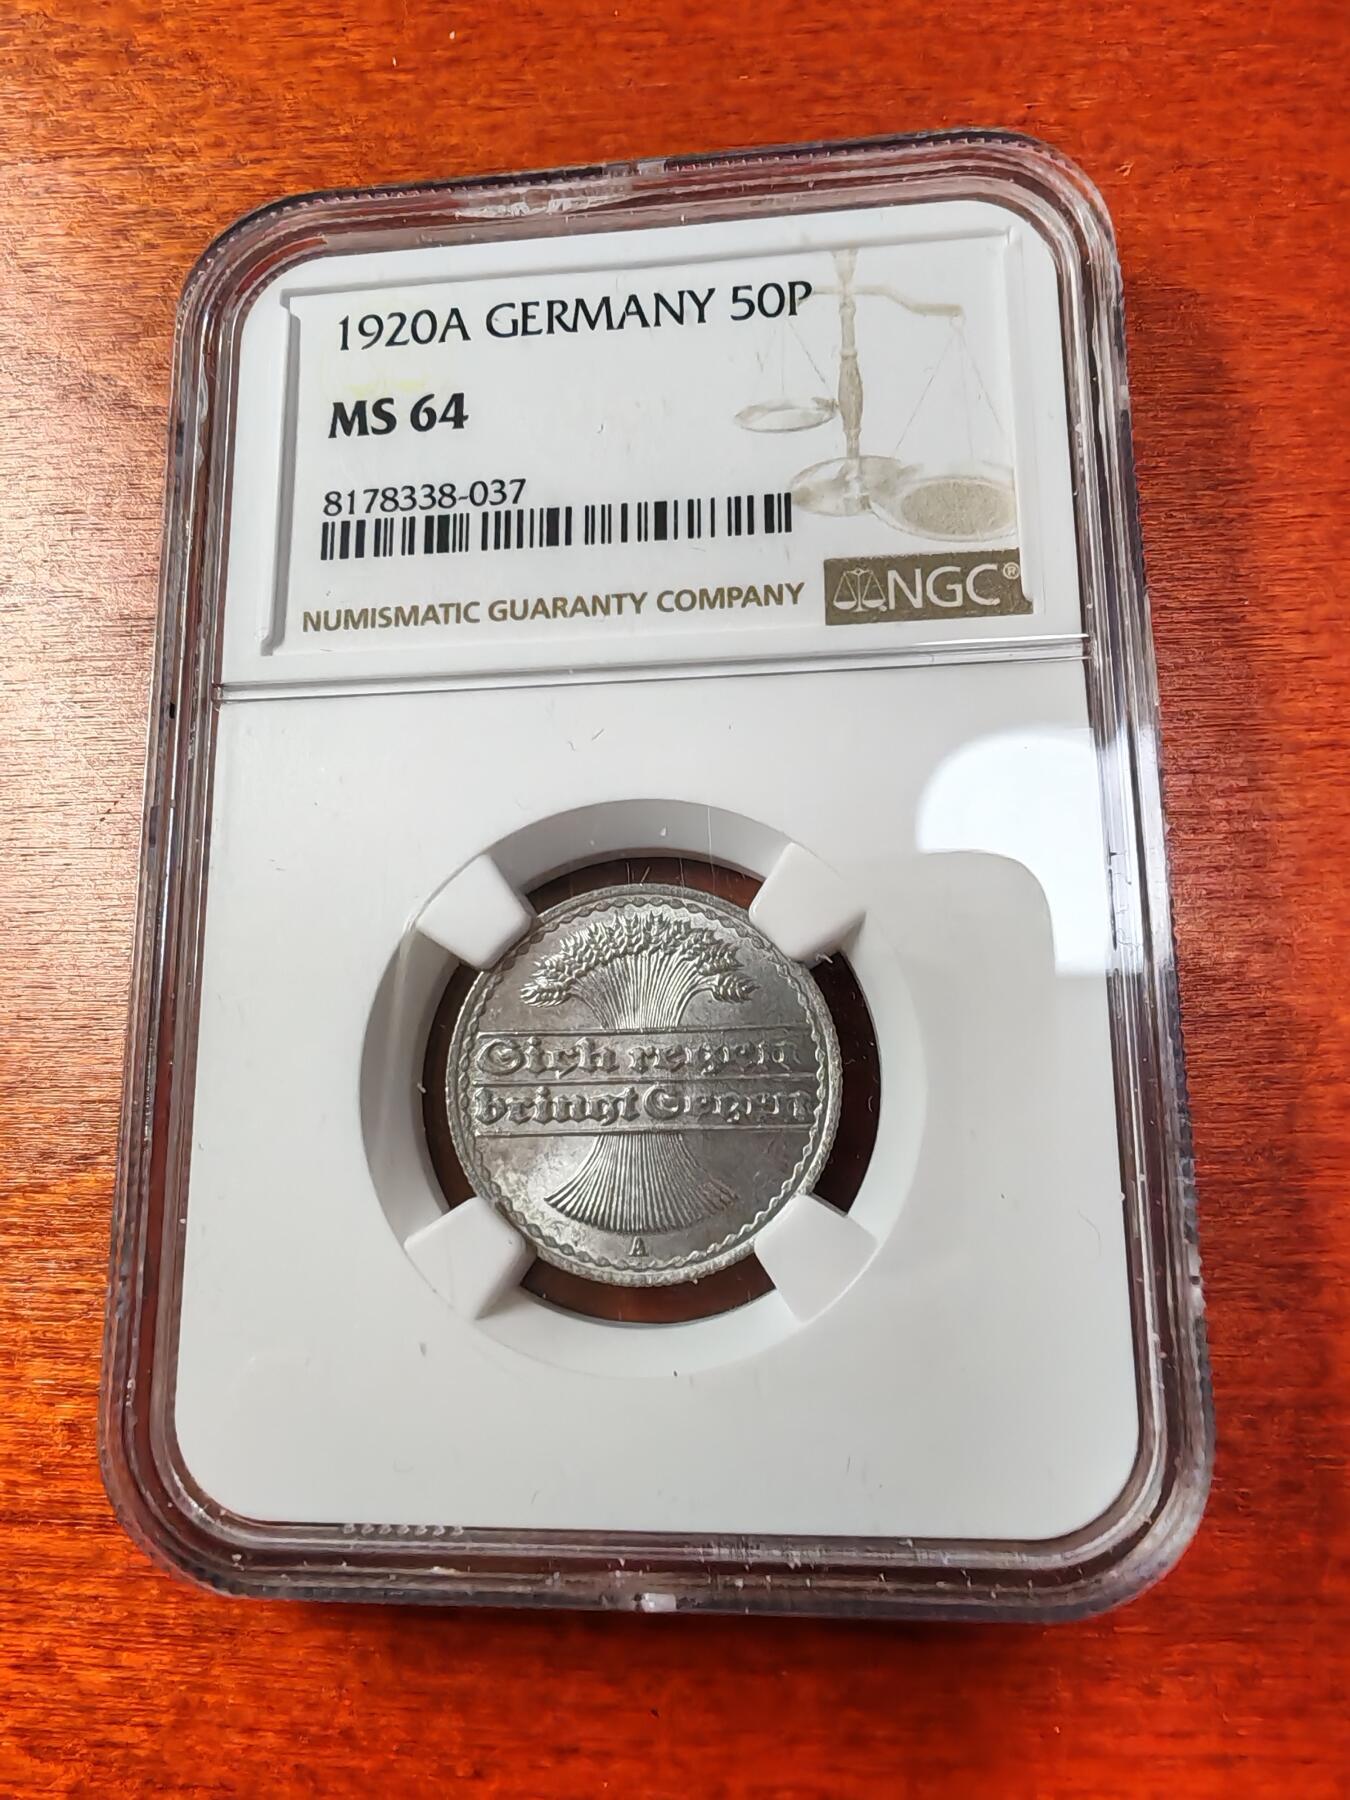 1920A GERMANY 50P
MS 64
8178338-037
NUMISMATIC GUARANTY COMPANY
NGC®
Sich regen
bringt Segen
A